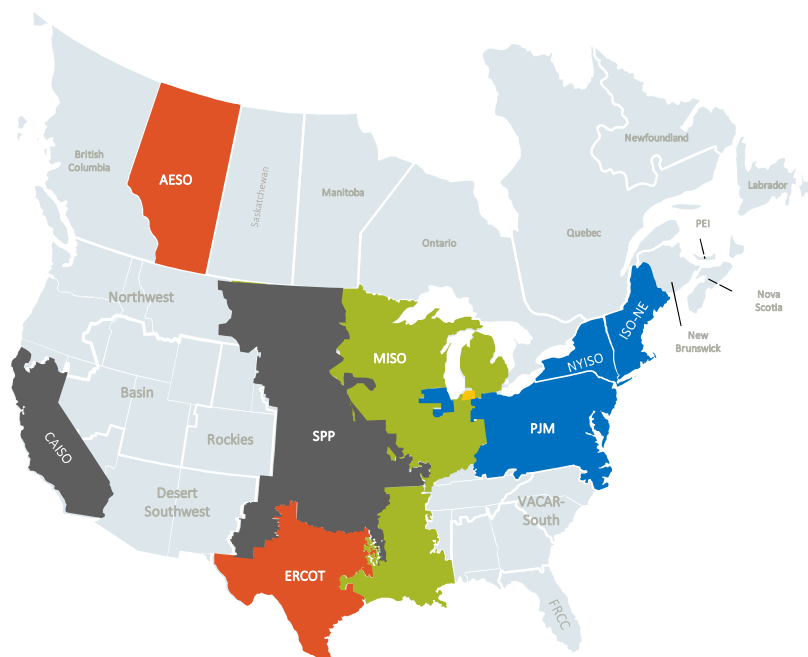 British
Columbia
AESO
Saskatchewan
Manitoba
Ontario
Quebec
Newfoundland
Labrador
PEI
Nova
Scotia
New
Brunswick
Northwest
MISO
ISO-NE
NYISO
Basin
CAISO
Rockies
SPP
PJM
Desert
Southwest
VACAR-
South
ERCOT
FRCC